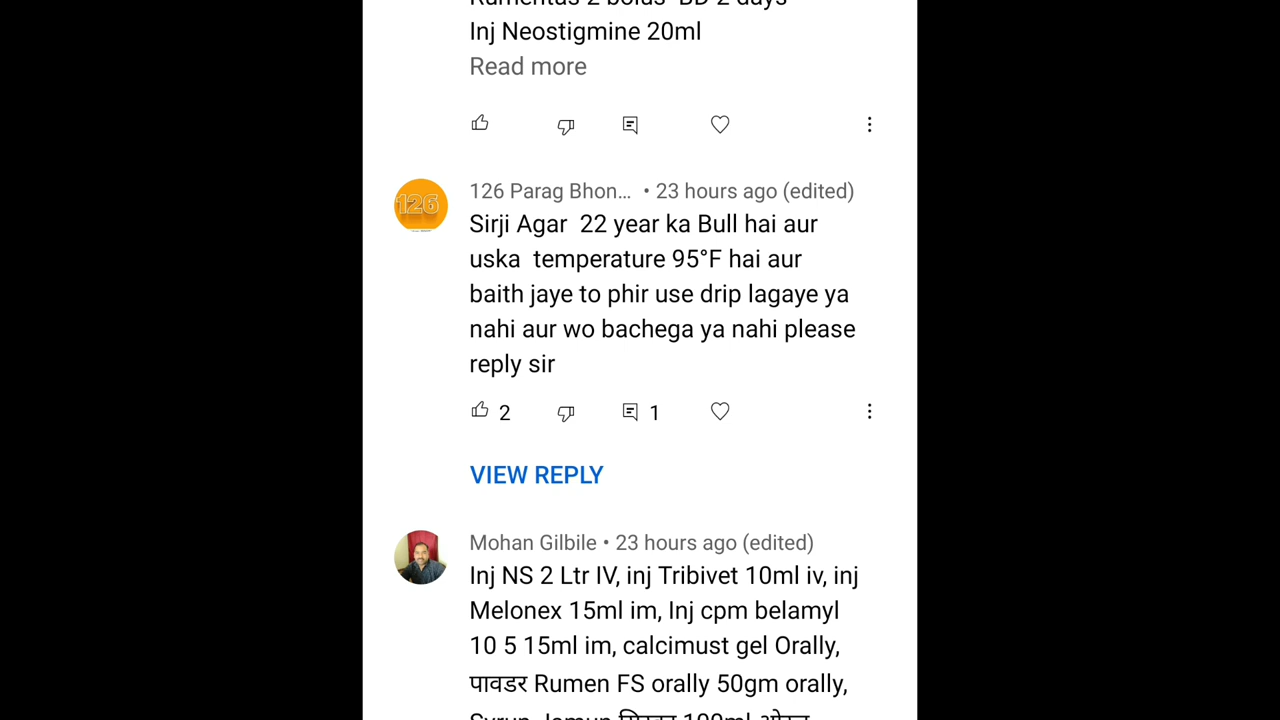 Inj Neostigmine 20ml
Read more
126
126 Parag Bhon... • 23 hours ago (edited)
Sirji Agar 22 year ka Bull hai aur
uska temperature 95°F hai aur
baith jaye to phir use drip lagaye ya
nahi aur wo bachega ya nahi please
reply sir
2 1
VIEW REPLY
Mohan Gilbile • 23 hours ago (edited)
Inj NS 2 Ltr IV, inj Tribivet 10ml iv, inj
Melonex 15ml im, Inj cpm belamyl
10 5 15ml im, calcimust gel Orally,
पावडर Rumen FS orally 50gm orally,